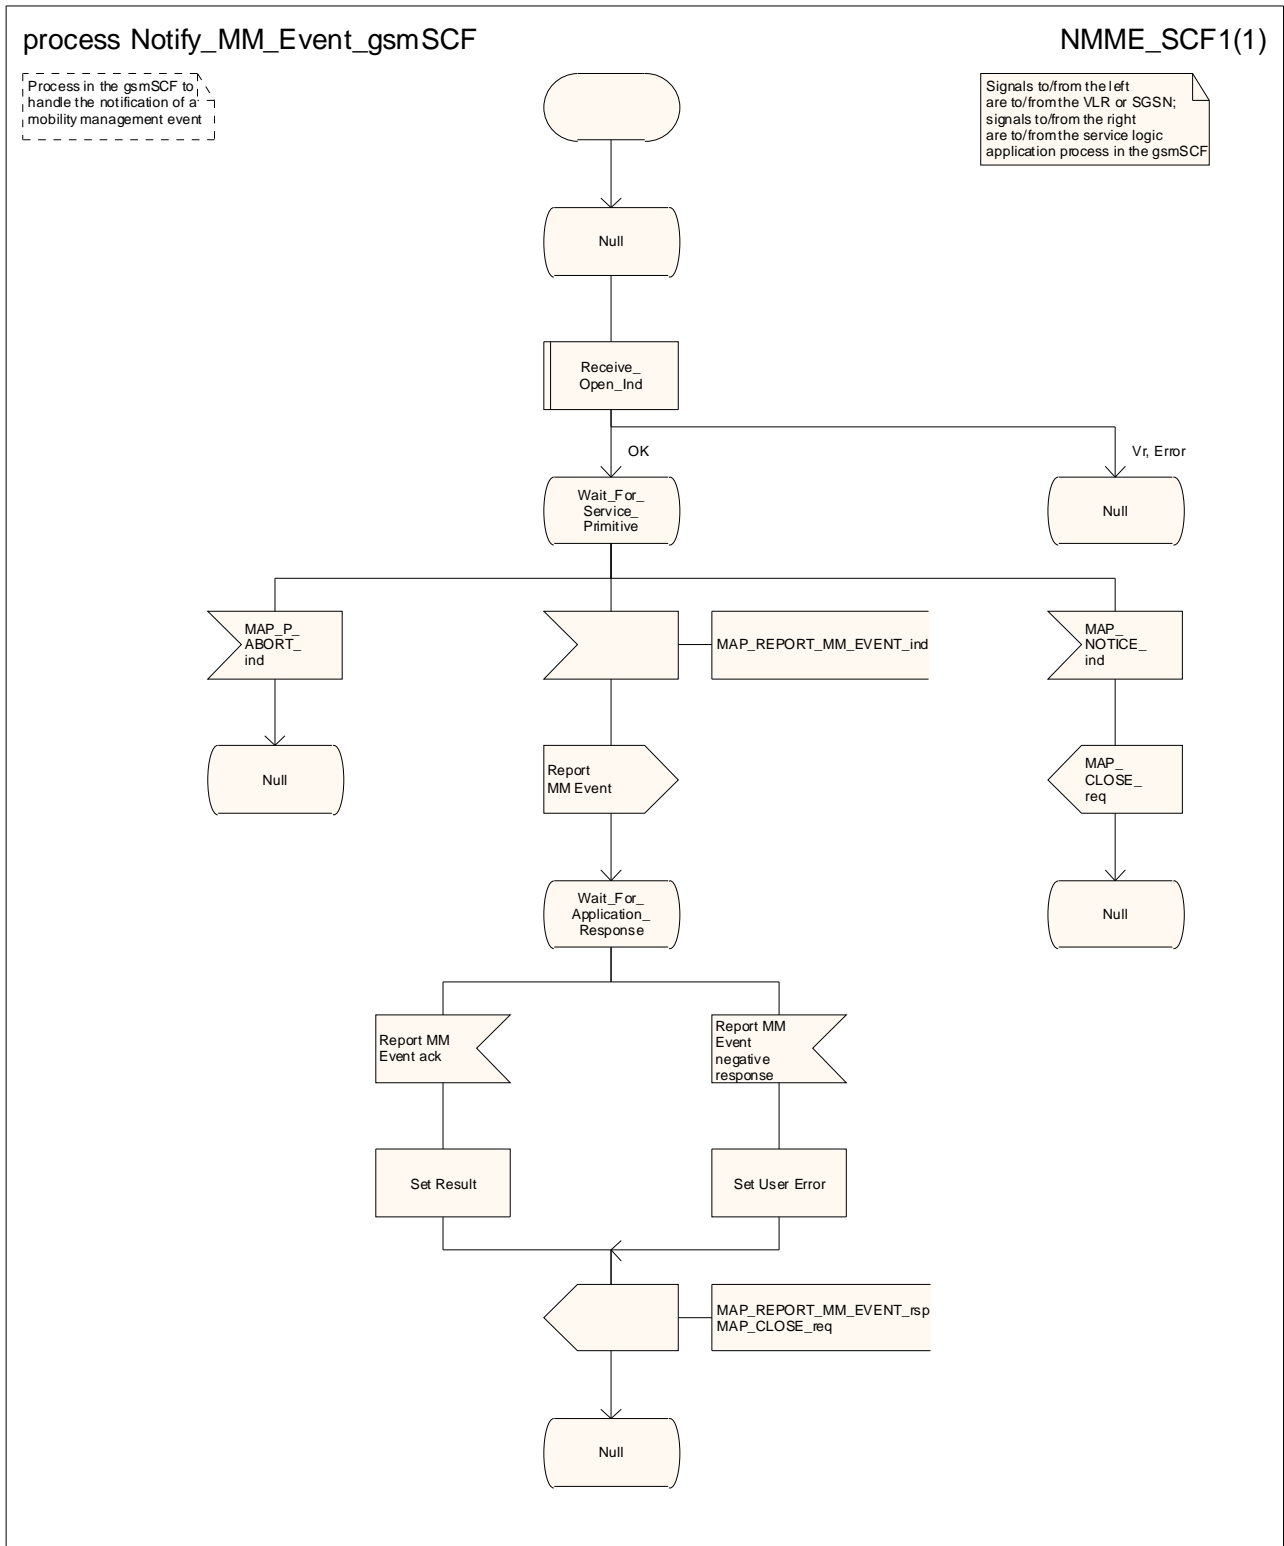 process Notify_MM_Event_gsmSCF
NMME_SCF1(1)
Process in the gsmSCF to
handle the notification of a
mobility management event
Signals to/from the left
are to/from the VLR or SGSN;
signals to/from the right
are to/from the service logic
application process in the gsmSCF
Null
Receive_
Open_Ind
OK
Vr, Error
Wait_For_
Service_
Primitive
Null
MAP_P_
ABORT_
ind
MAP_REPORT_MM_EVENT_ind
MAP_
NOTICE_
ind
Null
Report
MM Event
MAP_
CLOSE_
req
Wait_For_
Application_
Response
Null
Report MM
Event ack
Report MM
Event
negative
response
Set Result
Set User Error
MAP_REPORT_MM_EVENT_rsp
MAP_CLOSE_req
Null